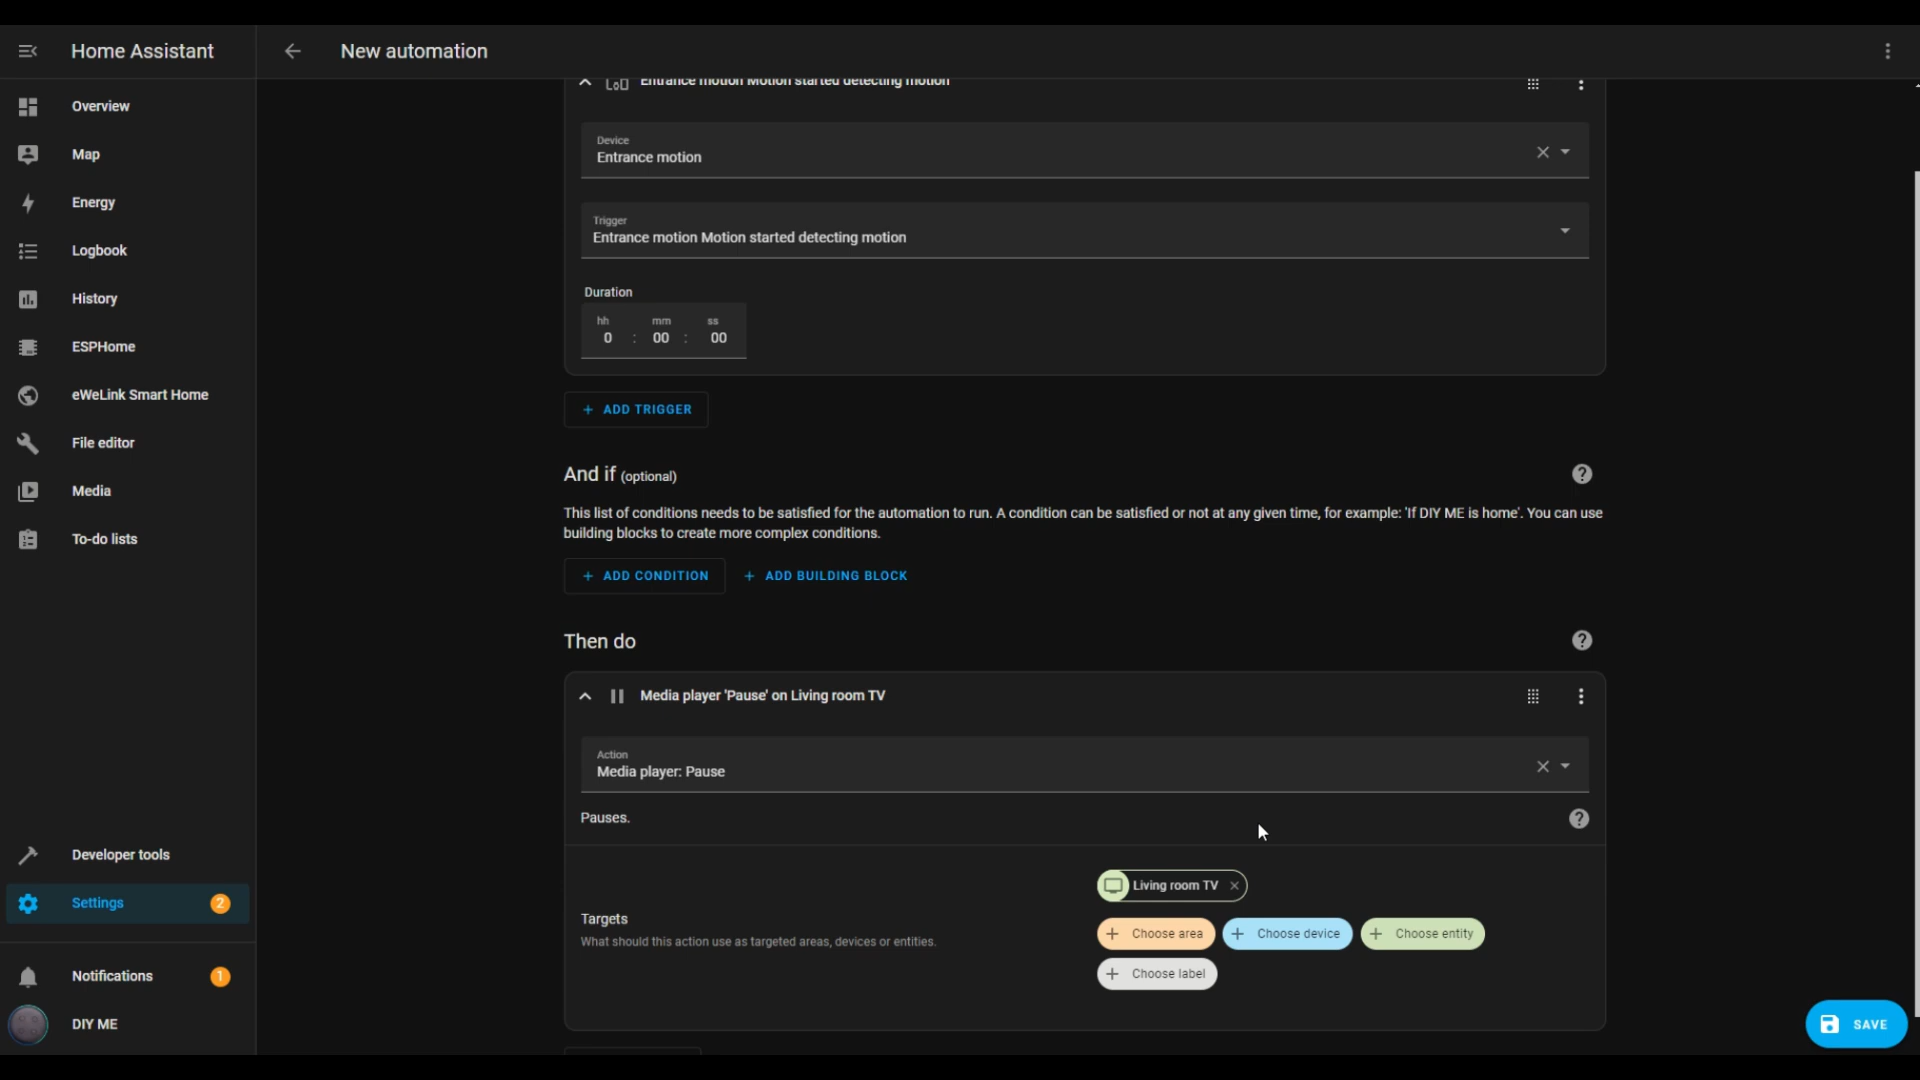 Home Assistant
New automation
Overview
Map
Energy
Logbook
History
ESPHome
eWeLink Smart Home
File editor
Media
To-do lists
Developer tools
Settings 2
Notifications 1
DIY ME
Entrance motion Motion started detecting motion
Device
Entrance motion
Trigger
Entrance motion Motion started detecting motion
Duration
hh mm ss
0 : 00 : 00
+ ADD TRIGGER
And if (optional)
This list of conditions needs to be satisfied for the automation to run. A condition can be satisfied or not at any given time, for example: 'If DIY ME is home'. You can use
building blocks to create more complex conditions.
+ ADD CONDITION + ADD BUILDING BLOCK
Then do
Media player 'Pause' on Living room TV
Action
Media player: Pause
Pauses.
Living room TV
Targets
What should this action use as targeted areas, devices or entities.
+ Choose area + Choose device + Choose entity
+ Choose label
SAVE